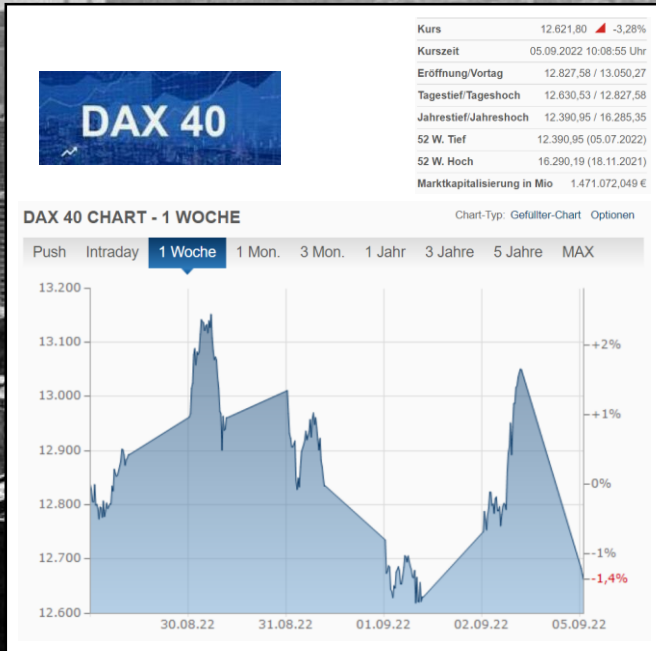 Kurs 12.621,80 -3,28%
Kurszeit 05.09.2022 10:08:55 Uhr
Eröffnung/Vortag 12.827,58 / 13.050,27
Tagestief/Tageshoch 12.630,53 / 12.827,58
Jahrestief/Jahreshoch 12.390,95 / 16.285,35
52 W. Tief 12.390,95 (05.07.2022)
52 W. Hoch 16.290,19 (18.11.2021)
Marktkapitalisierung in Mio 1.471.072,049 €
DAX 40
DAX 40 CHART - 1 WOCHE Chart-Typ: Gefüllter-Chart Optionen
Push Intraday 1 Woche 1 Mon. 3 Mon. 1 Jahr 3 Jahre 5 Jahre MAX
13.200
13.100
13.000
12.900
12.800
12.700
12.600
+2%
+1%
0%
-1%
-1,4%
30.08.22 31.08.22 01.09.22 02.09.22 05.09.22